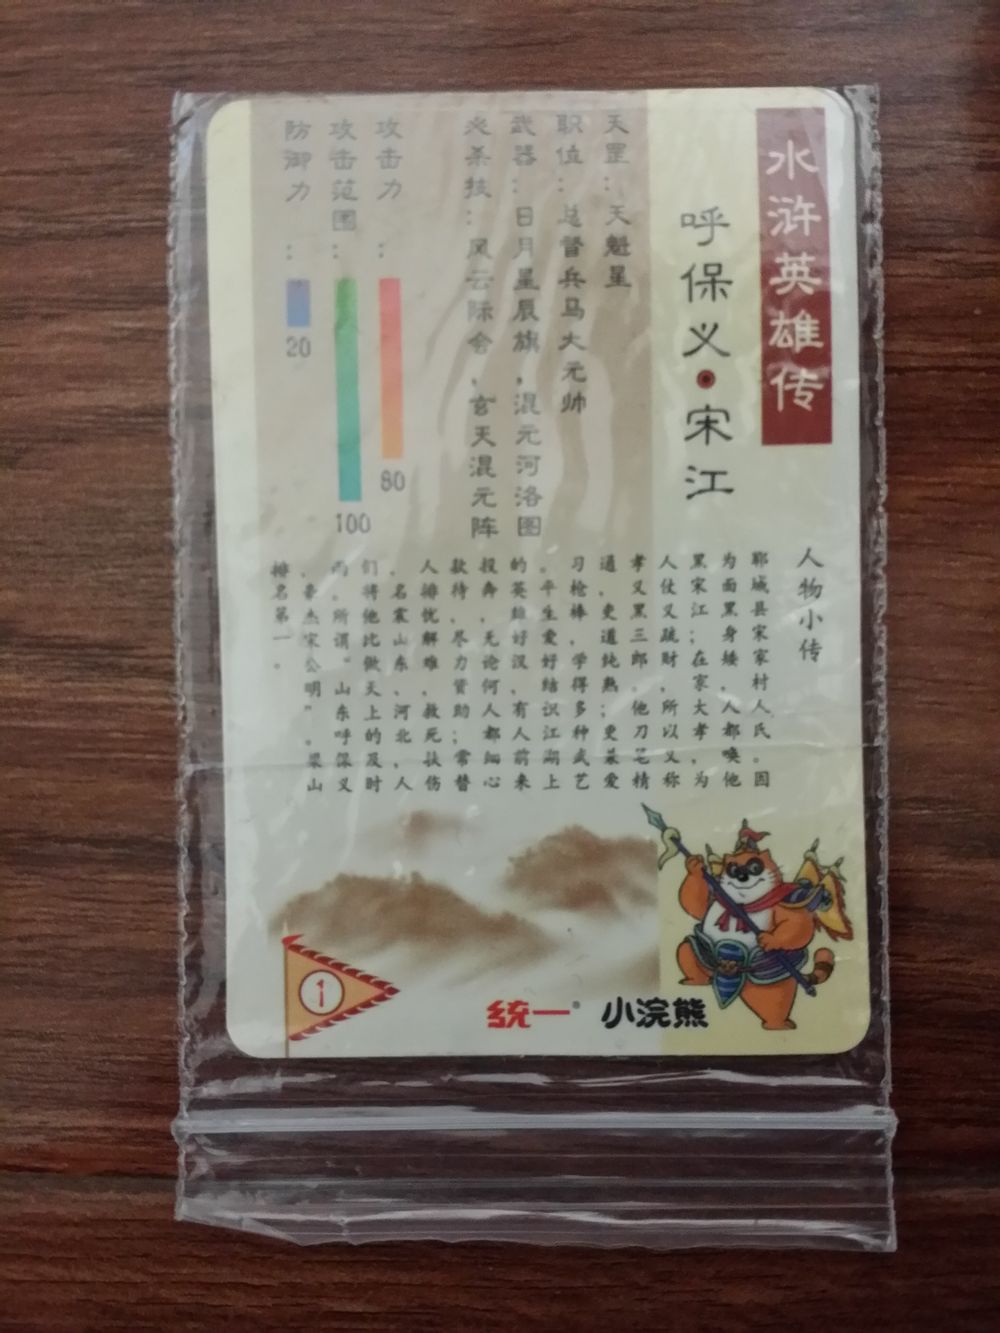 水浒英雄传
呼保义·宋江
天罡：天魁星
职位：总督兵马大元帅
武器：日月星辰旗，混元河洛图
必杀技：风云际会，玄天混元阵
攻击力：80
攻击范围：100
防御力：20
人物小传
郓城县宋家村人氏。因
为面黑身矮，人都唤他
黑宋江；在家大孝，为
人仗义疏财，所以又称
孝义黑三郎。他刀笔精
通，更道纯熟；更兼爱
习枪棒，学得多种武艺
。平生爱好结识江湖上
的英雄好汉，有人前来
投奔，无论何人都细心
款待，尽力资助；常替
人排忧解难，救死扶伤
，名震山东、河北，人
们将他比做天上的及时
雨。所谓“山东呼保义
，豪杰宋公明”。梁山
排名第一。
1
统一® 小浣熊